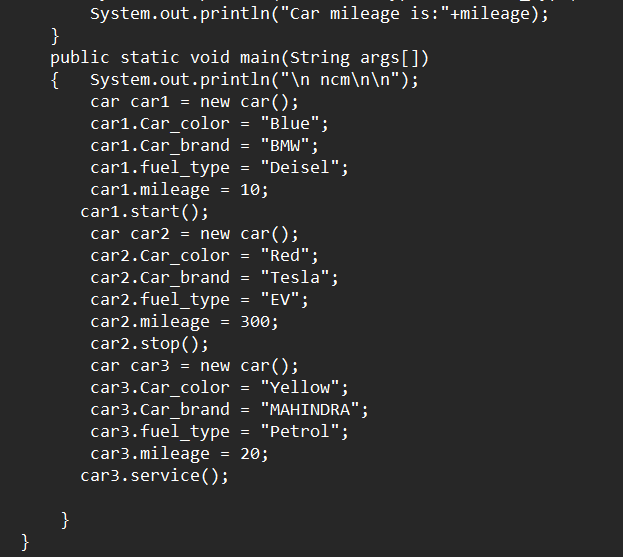 System.out.println("Car mileage is:"+mileage);
}
public static void main(String args[])
{ System.out.println("\n ncm\n\n");
car car1 = new car();
car1.Car_color = "Blue";
car1.Car_brand = "BMW";
car1.fuel_type = "Deisel";
car1.mileage = 10;
car1.start();
car car2 = new car();
car2.Car_color = "Red";
car2.Car_brand = "Tesla";
car2.fuel_type = "EV";
car2.mileage = 300;
car2.stop();
car car3 = new car();
car3.Car_color = "Yellow";
car3.Car_brand = "MAHINDRA";
car3.fuel_type = "Petrol";
car3.mileage = 20;
car3.service();
}
}